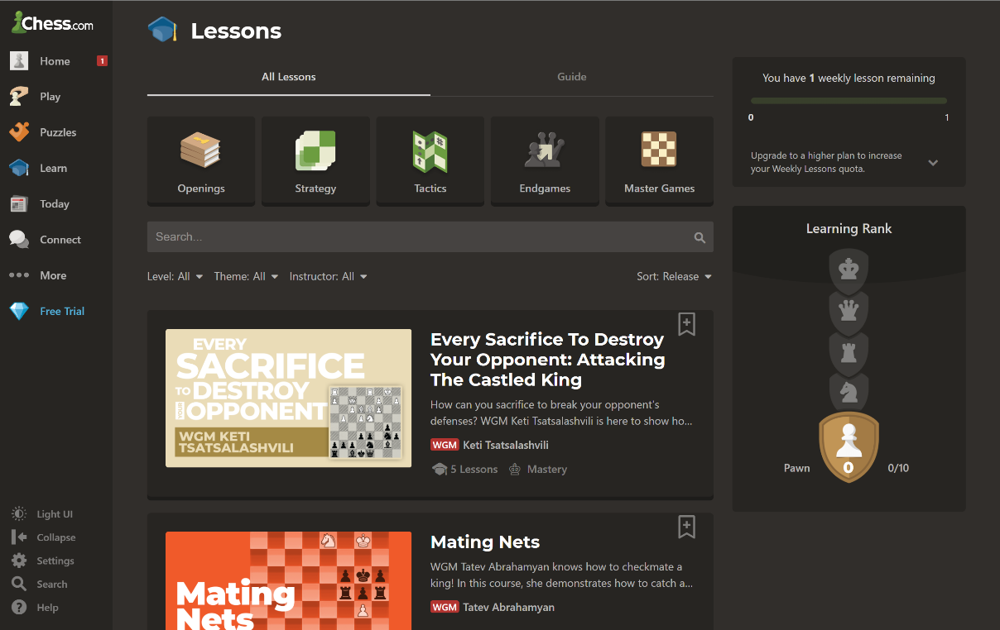 Chess.com
Home
1
Play
Puzzles
Learn
Today
Connect
More
Free Trial
Light UI
Collapse
Settings
Search
Help
Lessons
All Lessons
Guide
Openings
Strategy
Tactics
Endgames
Master Games
Search...
Level: All
Theme: All
Instructor: All
Sort: Release
EVERY
SACRIFICE
TO DESTROY
YOUR OPPONENT
WGM KETI
TSATSALASHVILI
Every Sacrifice To Destroy
Your Opponent: Attacking
The Castled King
How can you sacrifice to break your opponent's
defenses? WGM Keti Tsatsalashvili is here to show ho...
WGM Keti Tsatsalashvili
5 Lessons
Mastery
Mating
Nets
Mating Nets
WGM Tatev Abrahamyan knows how to checkmate a
king! In this course, she demonstrates how to catch a...
WGM Tatev Abrahamyan
You have 1 weekly lesson remaining
0
1
Upgrade to a higher plan to increase
your Weekly Lessons quota.
Learning Rank
Pawn
0
0/10